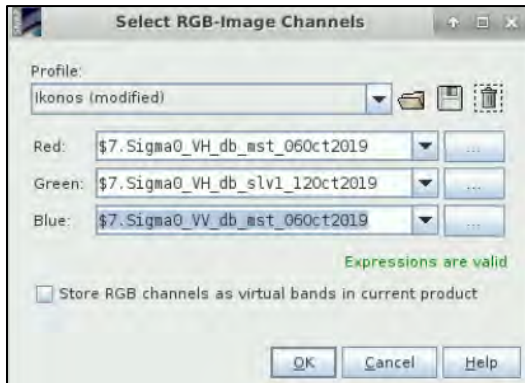 Select RGB-Image Channels
Profile:
Ikonos (modified)
Red: $7.Sigma0_VH_db_mst_06Oct2019 ...
Green: $7.Sigma0_VH_db_slv1_12Oct2019 ...
Blue: $7.Sigma0_VV_db_mst_06Oct2019 ...
Expressions are valid
Store RGB channels as virtual bands in current product
OK Cancel Help